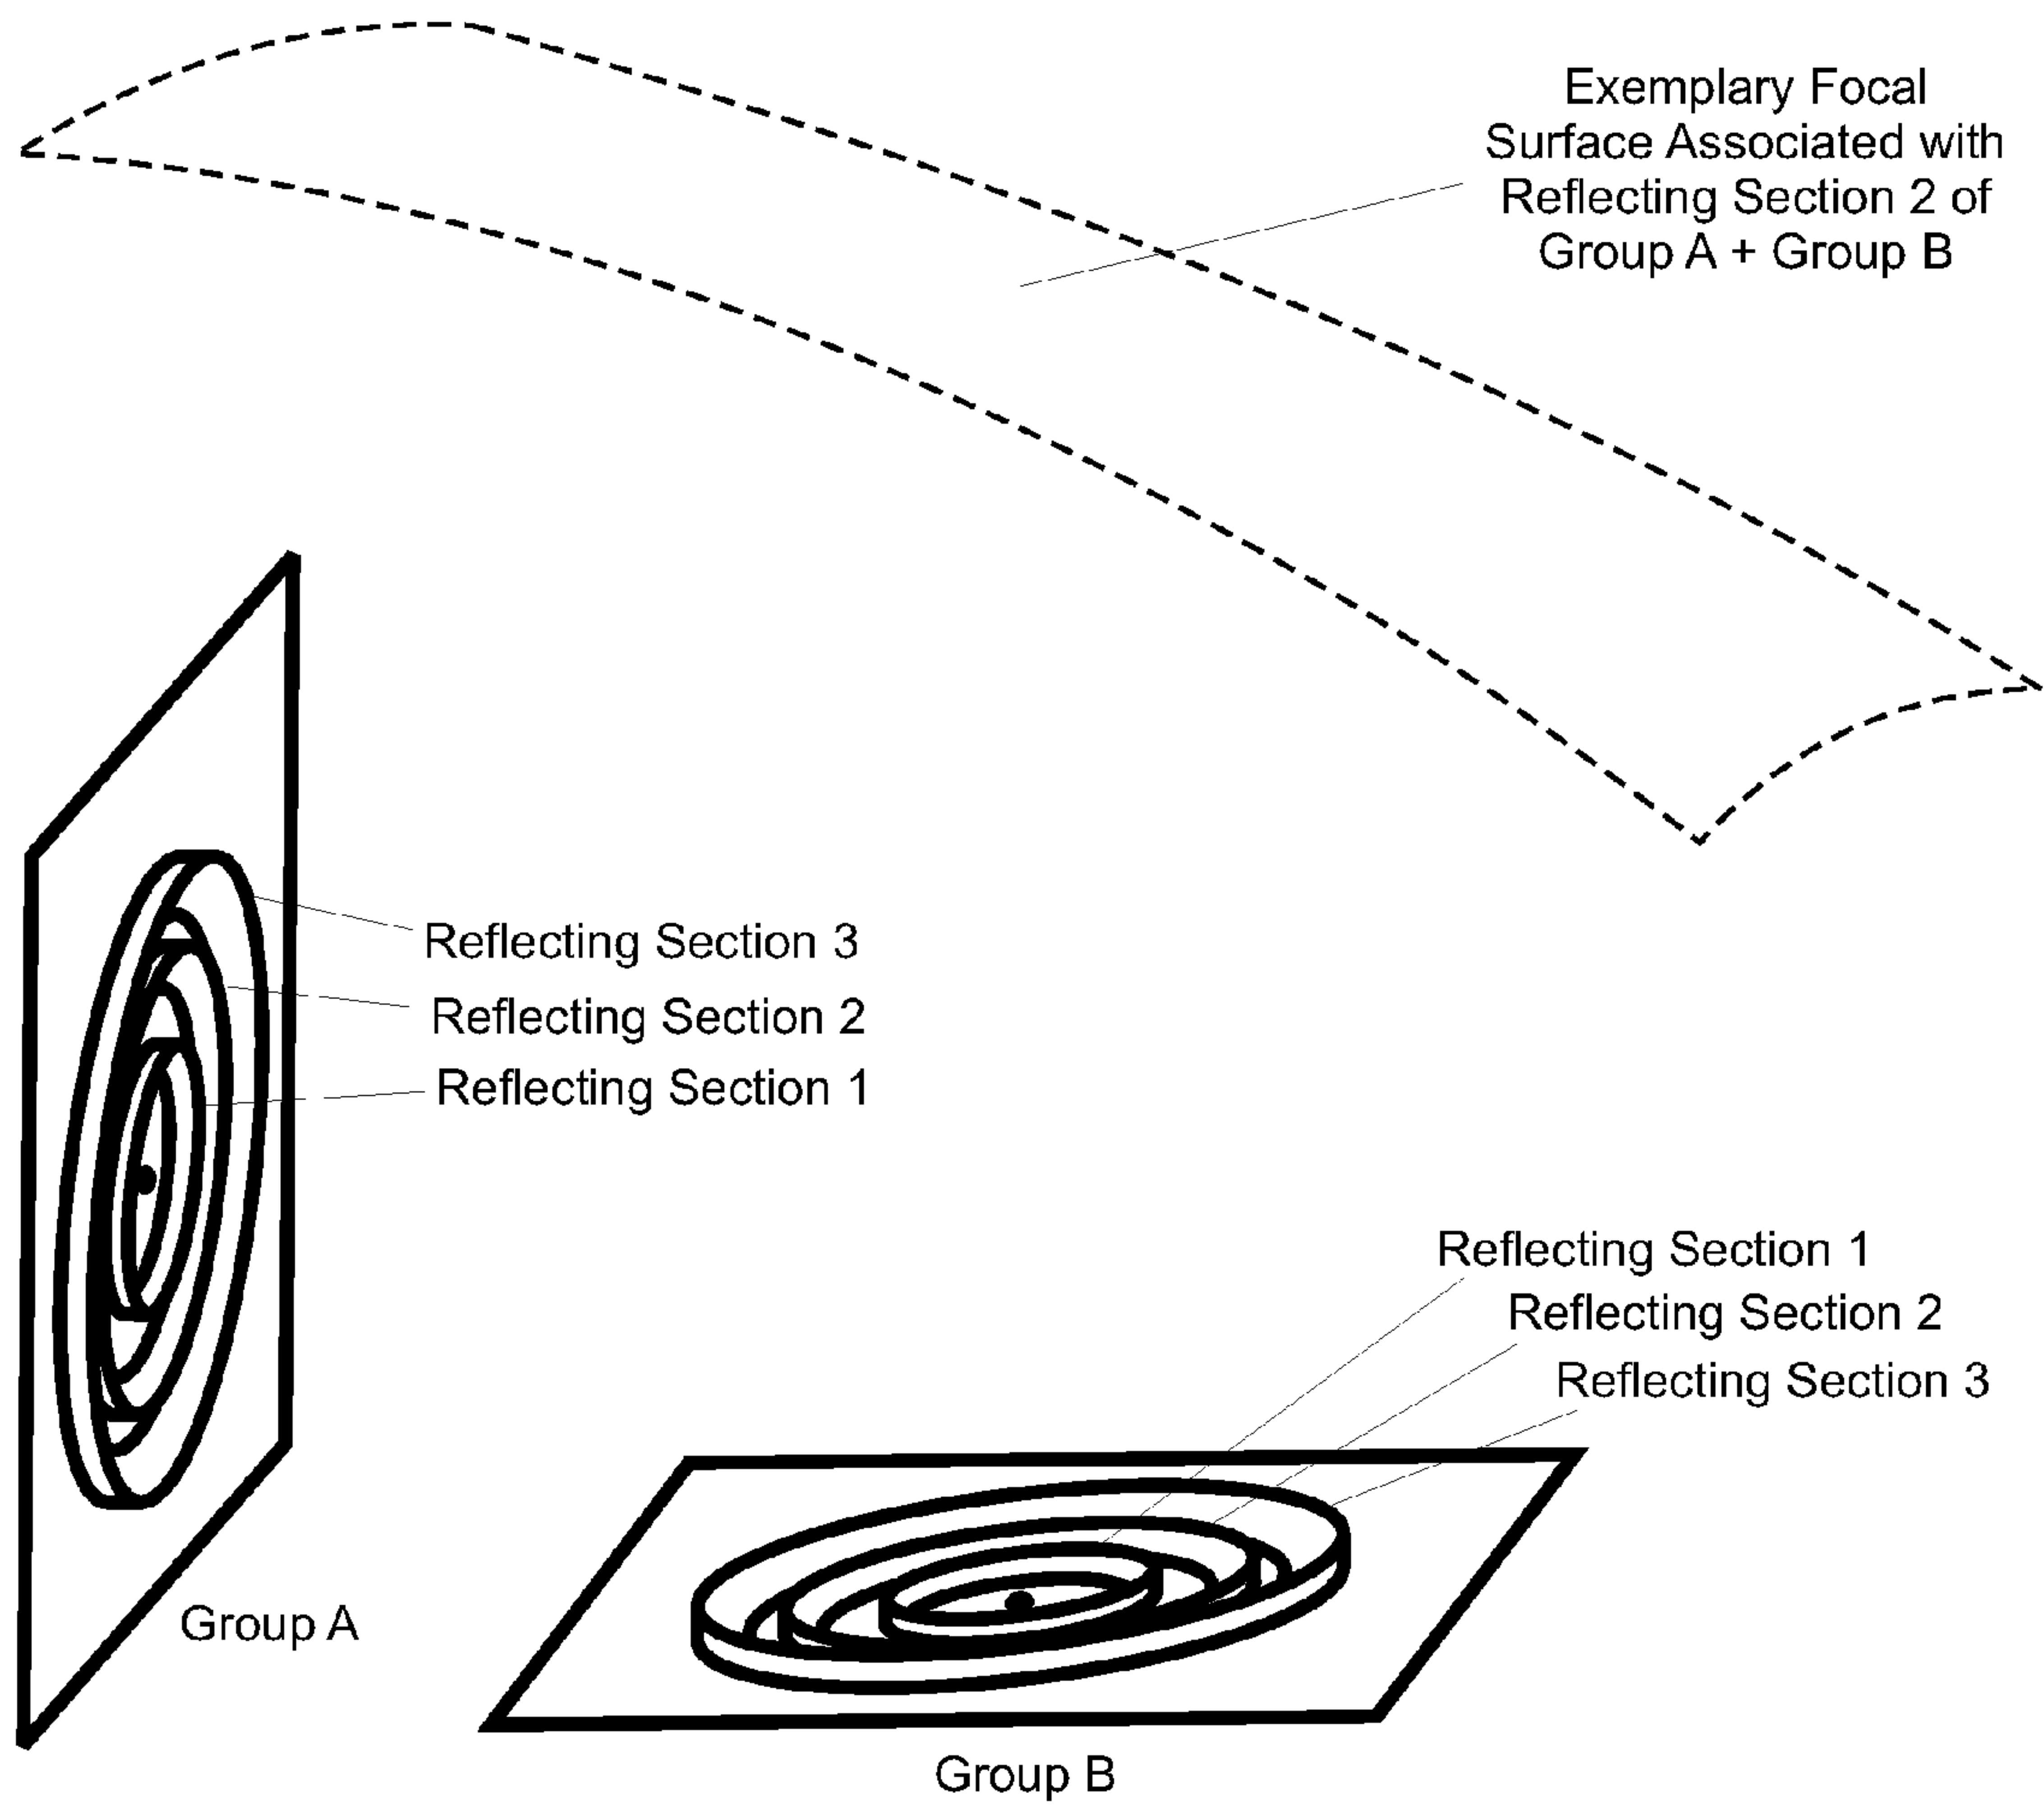 Exemplary Focal
Surface Associated with
Reflecting Section 2 of
Group A + Group B
Reflecting Section 3
Reflecting Section 2
Reflecting Section 1
Reflecting Section 1
Reflecting Section 2
Reflecting Section 3
Group A
Group B